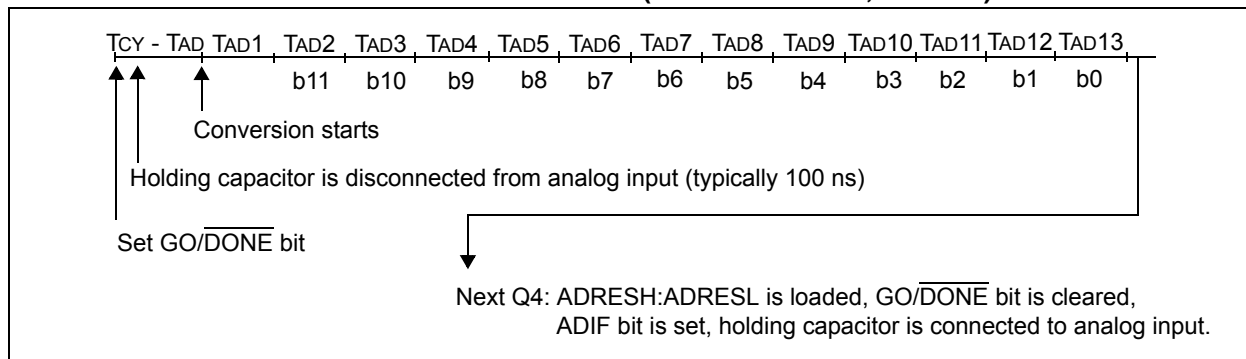 TCY - TAD TAD1 TAD2 TAD3 TAD4 TAD5 TAD6 TAD7 TAD8 TAD9 TAD10 TAD11 TAD12 TAD13
b11 b10 b9 b8 b7 b6 b5 b4 b3 b2 b1 b0
Conversion starts
Holding capacitor is disconnected from analog input (typically 100 ns)
Set GO/DONE bit
Next Q4: ADRESH:ADRESL is loaded, GO/DONE bit is cleared,
ADIF bit is set, holding capacitor is connected to analog input.